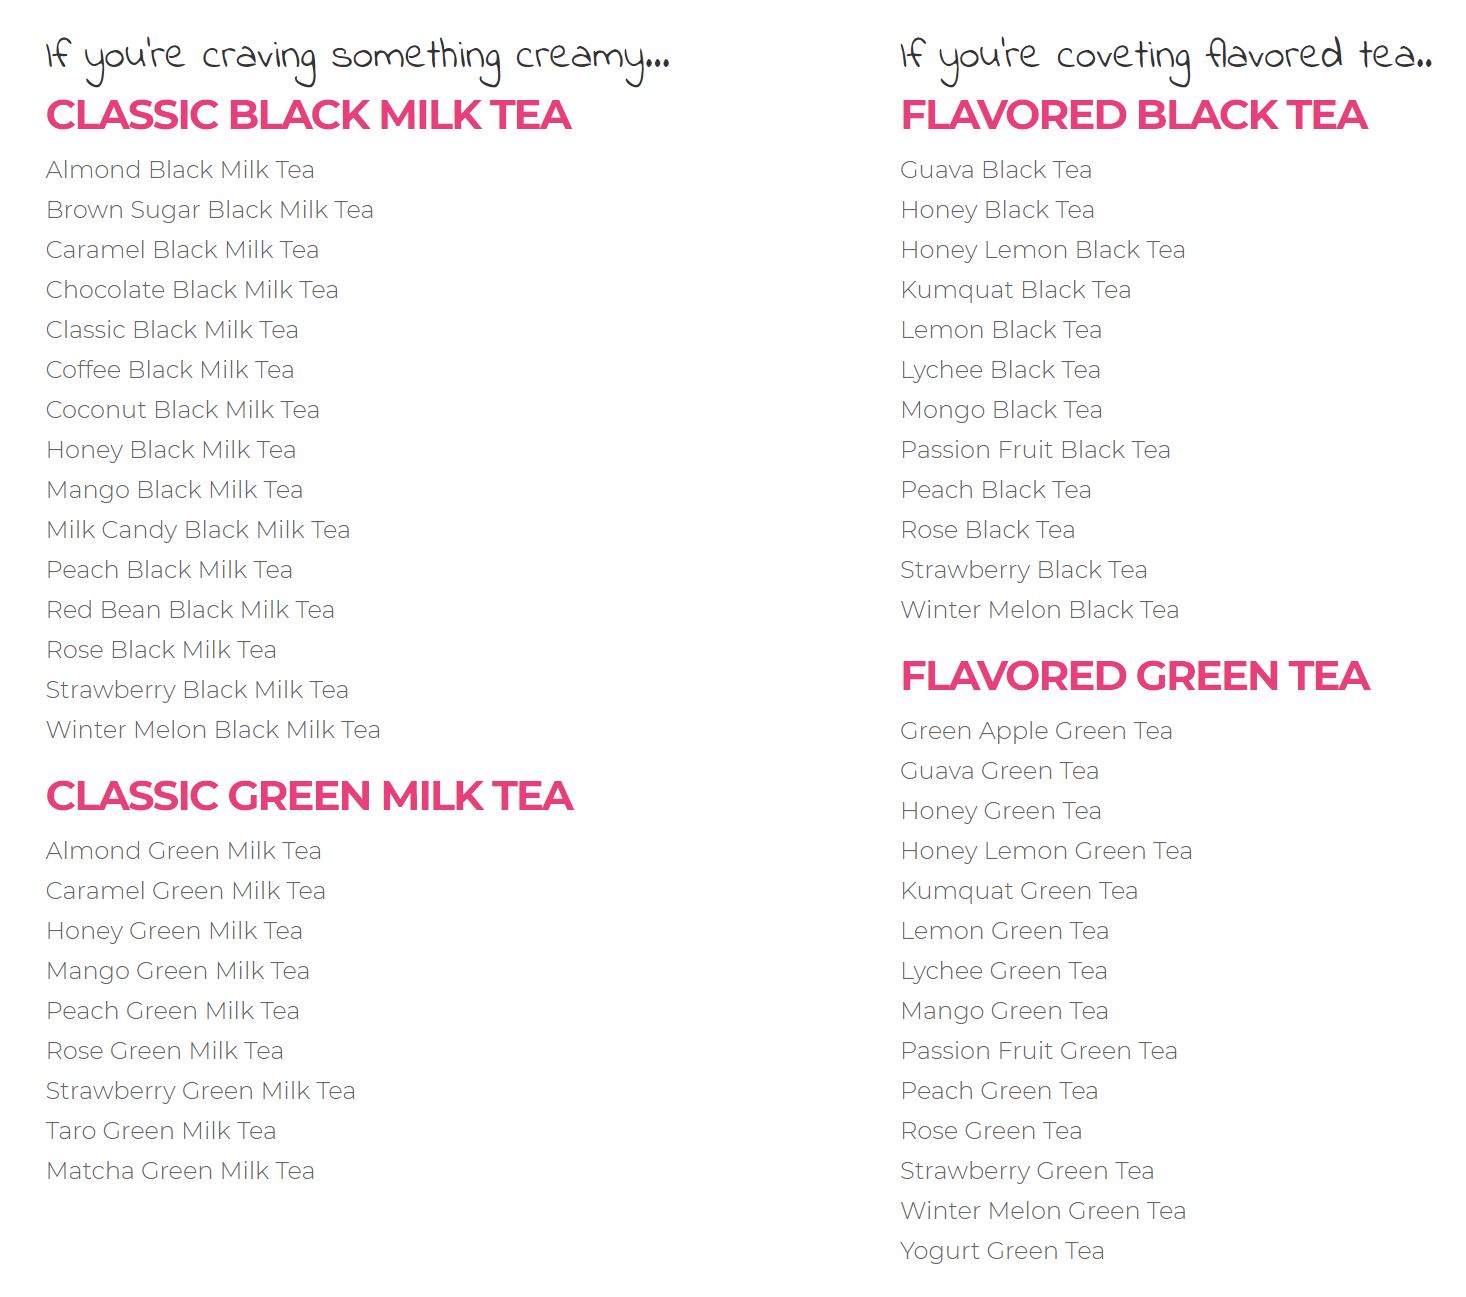 If you're craving something creamy...
CLASSIC BLACK MILK TEA
Almond Black Milk Tea
Brown Sugar Black Milk Tea
Caramel Black Milk Tea
Chocolate Black Milk Tea
Classic Black Milk Tea
Coffee Black Milk Tea
Coconut Black Milk Tea
Honey Black Milk Tea
Mango Black Milk Tea
Milk Candy Black Milk Tea
Peach Black Milk Tea
Red Bean Black Milk Tea
Rose Black Milk Tea
Strawberry Black Milk Tea
Winter Melon Black Milk Tea
CLASSIC GREEN MILK TEA
Almond Green Milk Tea
Caramel Green Milk Tea
Honey Green Milk Tea
Mango Green Milk Tea
Peach Green Milk Tea
Rose Green Milk Tea
Strawberry Green Milk Tea
Taro Green Milk Tea
Matcha Green Milk Tea
If you're coveting flavored tea..
FLAVORED BLACK TEA
Guava Black Tea
Honey Black Tea
Honey Lemon Black Tea
Kumquat Black Tea
Lemon Black Tea
Lychee Black Tea
Mongo Black Tea
Passion Fruit Black Tea
Peach Black Tea
Rose Black Tea
Strawberry Black Tea
Winter Melon Black Tea
FLAVORED GREEN TEA
Green Apple Green Tea
Guava Green Tea
Honey Green Tea
Honey Lemon Green Tea
Kumquat Green Tea
Lemon Green Tea
Lychee Green Tea
Mango Green Tea
Passion Fruit Green Tea
Peach Green Tea
Rose Green Tea
Strawberry Green Tea
Winter Melon Green Tea
Yogurt Green Tea